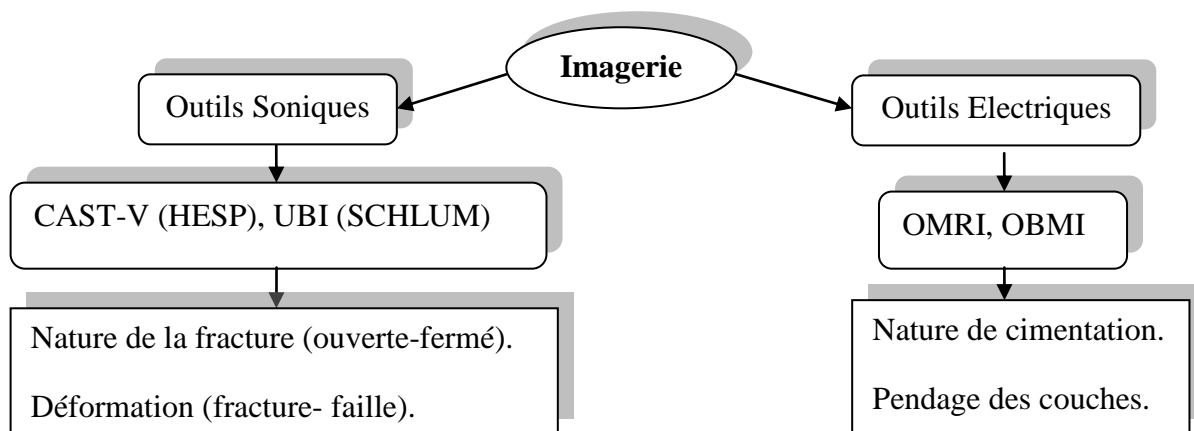 Imagerie
Outils Soniques
Outils Electriques
CAST-V (HESP), UBI (SCHLUM)
OMRI, OBMI
Nature de la fracture (ouverte-fermé).
Déformation (fracture- faille).
Nature de cimentation.
Pendage des couches.